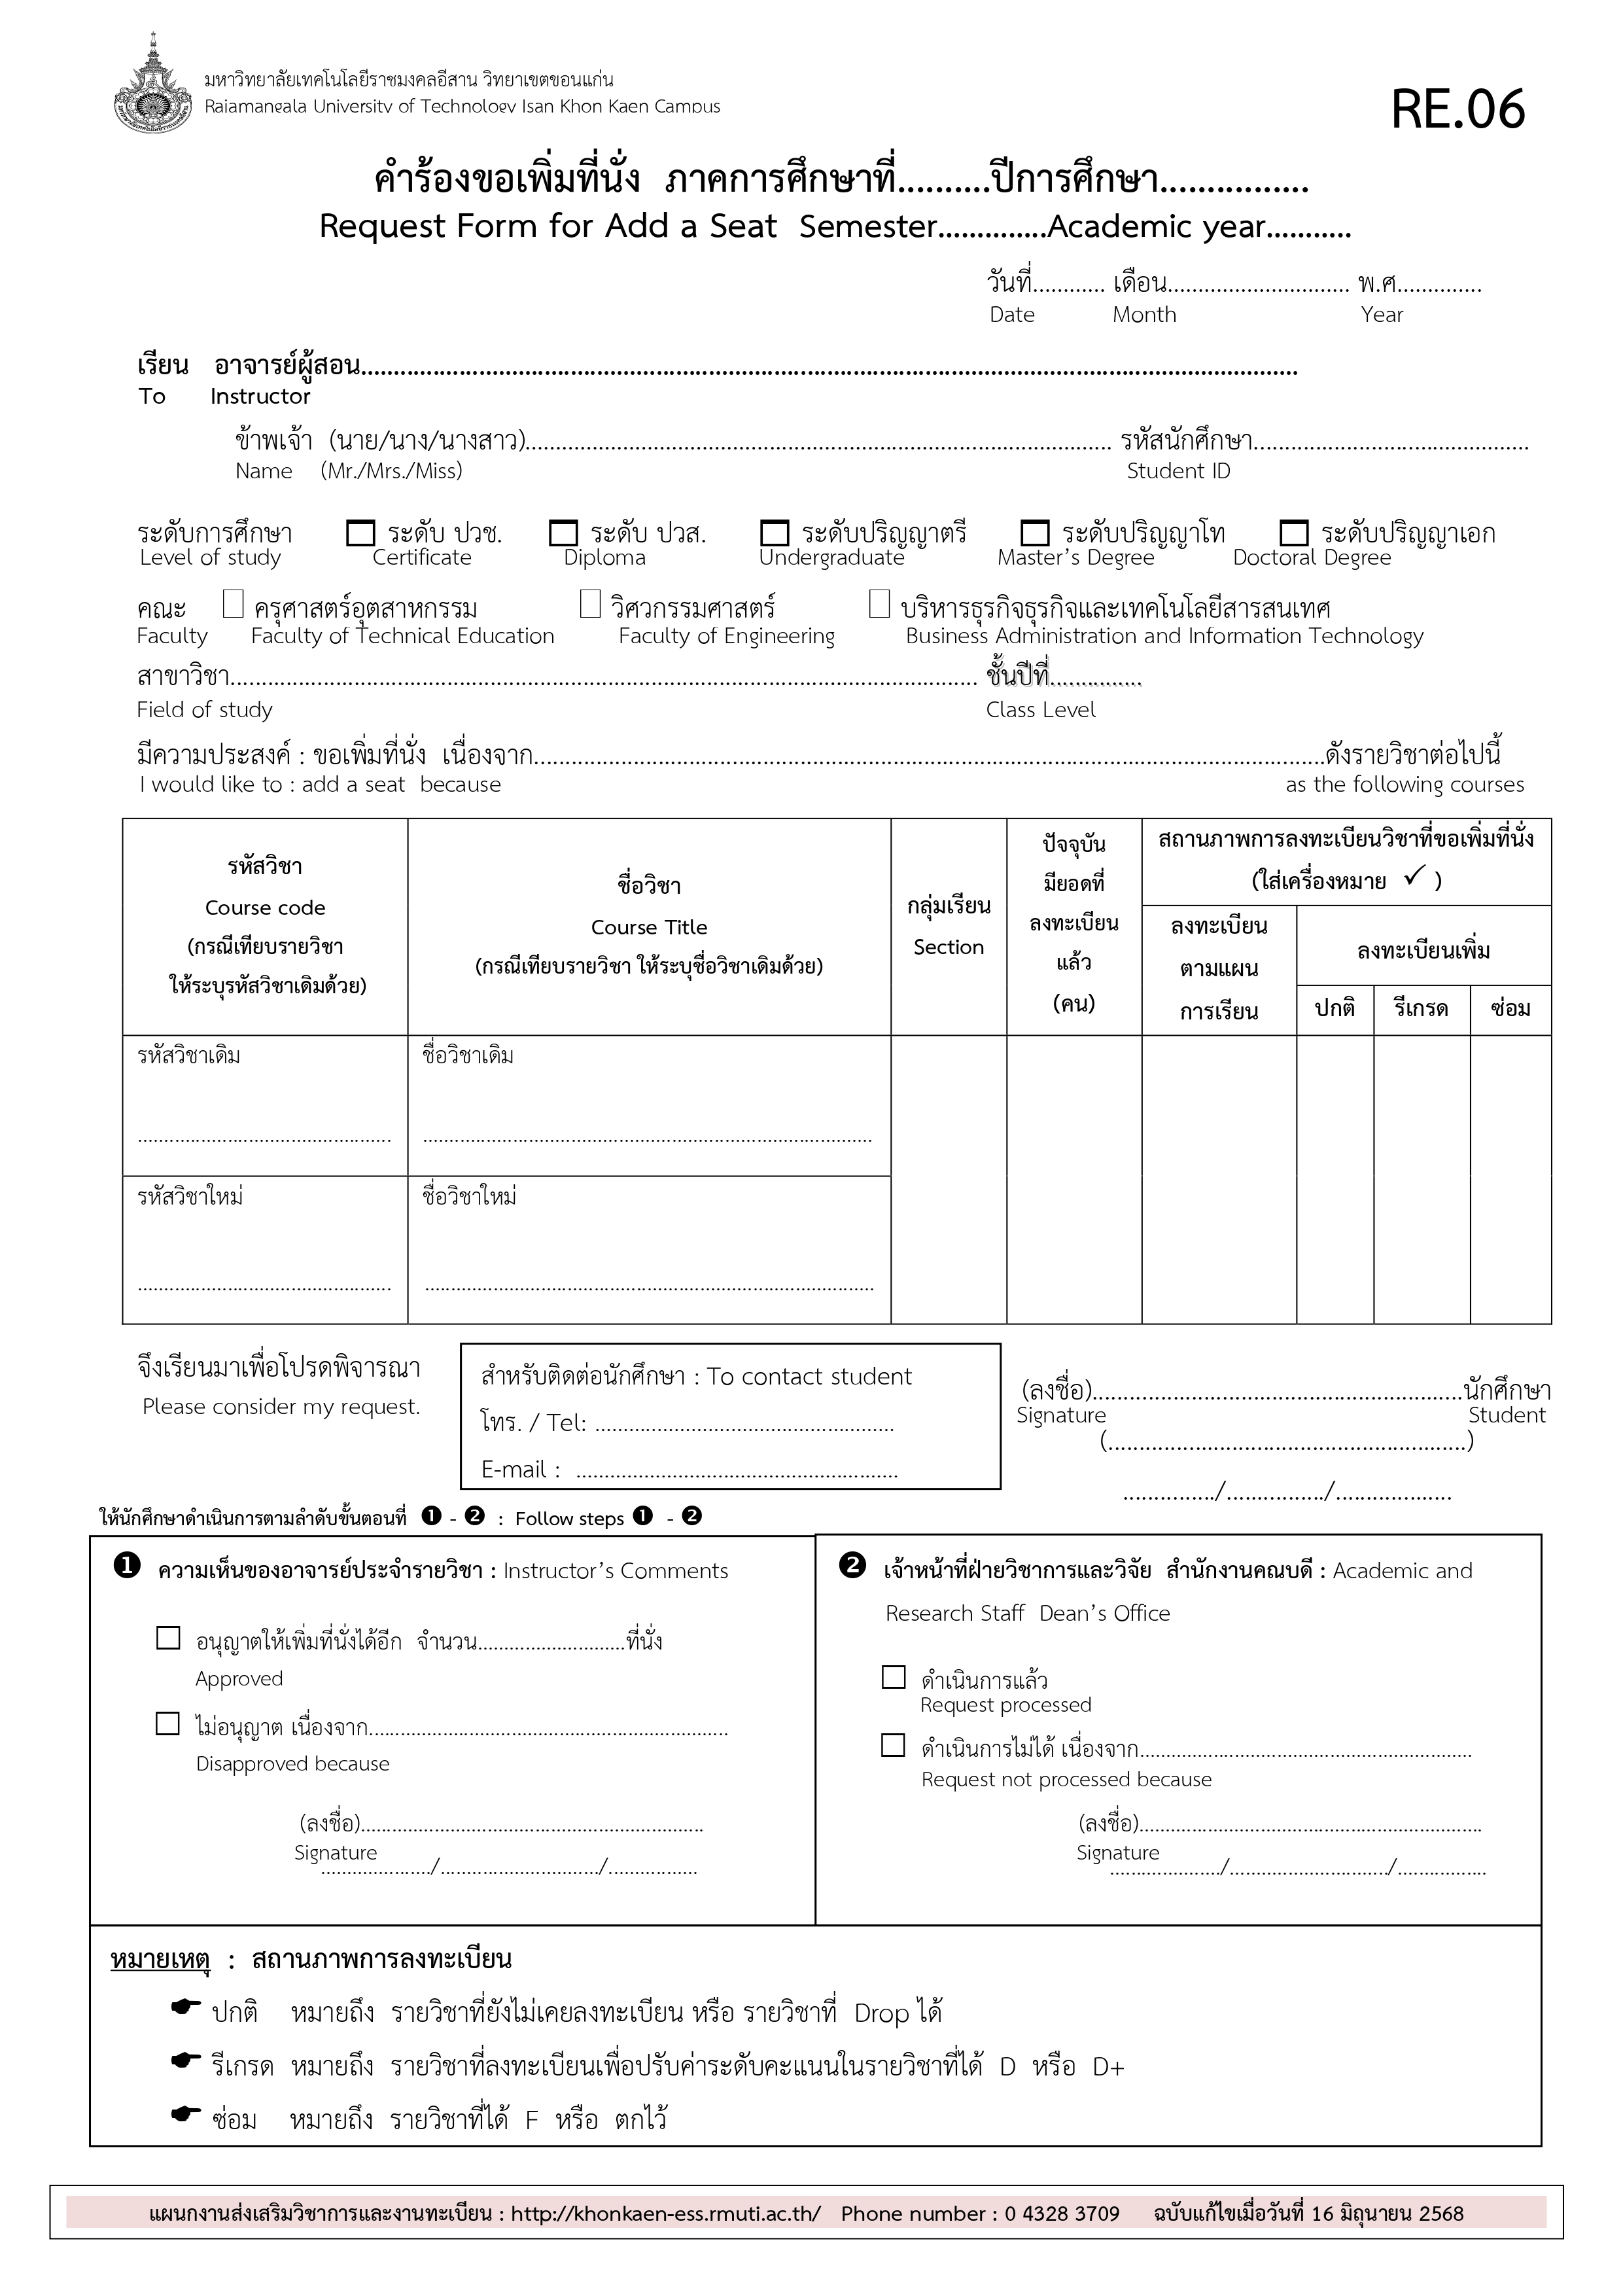 มหาวิทยาลัยเทคโนโลยีราชมงคลอีสาน วิทยาเขตขอนแก่น
Rajamangala University of Technology Isan Khon Kaen Campus
RE.06
คำร้องขอเพิ่มที่นั่ง ภาคการศึกษาที่..........ปีการศึกษา................
Request Form for Add a Seat Semester..............Academic year...........
วันที่............ เดือน.............................. พ.ศ..............
Date Month Year
เรียน อาจารย์ผู้สอน................................................................................
To Instructor
ข้าพเจ้า (นาย/นาง/นางสาว)................................................................ รหัสนักศึกษา.............................................
Name (Mr./Mrs./Miss) Student ID
ระดับการศึกษา ☐ ระดับ ปวช. ☐ ระดับ ปวส. ☐ ระดับปริญญาตรี ☐ ระดับปริญญาโท ☐ ระดับปริญญาเอก
Level of study Certificate Diploma Undergraduate Master's Degree Doctoral Degree
คณะ ☐ ครุศาสตร์อุตสาหกรรม ☐ วิศวกรรมศาสตร์ ☐ บริหารธุรกิจธุรกิจและเทคโนโลยีสารสนเทศ
Faculty Faculty of Technical Education Faculty of Engineering Business Administration and Information Technology
สาขาวิชา................................................................ ชั้นปีที่...............
Field of study Class Level
มีความประสงค์ : ขอเพิ่มที่นั่ง เนื่องจาก................................................................ดังรายวิชาต่อไปนี้
I would like to : add a seat because as the following courses
รหัสวิชา
Course code
(กรณีเทียบรายวิชา
ให้ระบุรหัสวิชาเดิมด้วย)
ชื่อวิชา
Course Title
(กรณีเทียบรายวิชา ให้ระบุชื่อวิชาเดิมด้วย)
กลุ่มเรียน
Section
ปัจจุบัน
มียอดที่
ลงทะเบียน
แล้ว
(คน)
สถานภาพการลงทะเบียนวิชาที่ขอเพิ่มที่นั่ง
(ใส่เครื่องหมาย ✓ )
ลงทะเบียน
ตามแผน
การเรียน
ลงทะเบียนเพิ่ม
ปกติ รีเกรด ซ่อม
รหัสวิชาเดิม ชื่อวิชาเดิม
............................................. ................................................................
รหัสวิชาใหม่ ชื่อวิชาใหม่
............................................. ................................................................
จึงเรียนมาเพื่อโปรดพิจารณา
Please consider my request.
สำหรับติดต่อนักศึกษา : To contact student
โทร. / Tel: .....................................................
E-mail : .........................................................
(ลงชื่อ).............................................................นักศึกษา
Signature Student
(...........................................................)
.............../................/...................
ให้นักศึกษาดำเนินการตามลำดับขั้นตอนที่ ❶ - ❷ : Follow steps ❶ - ❷
❶ ความเห็นของอาจารย์ประจำรายวิชา : Instructor's Comments
☐ อนุญาตให้เพิ่มที่นั่งได้อีก จำนวน............................ที่นั่ง
Approved
☐ ไม่อนุญาต เนื่องจาก................................................................
Disapproved because
(ลงชื่อ)................................................................
Signature
...................../............................./................
❷ เจ้าหน้าที่ฝ่ายวิชาการและวิจัย สำนักงานคณบดี : Academic and
Research Staff Dean's Office
☐ ดำเนินการแล้ว
Request processed
☐ ดำเนินการไม่ได้ เนื่องจาก................................................................
Request not processed because
(ลงชื่อ)................................................................
Signature
...................../............................./................
หมายเหตุ : สถานภาพการลงทะเบียน
☛ ปกติ หมายถึง รายวิชาที่ยังไม่เคยลงทะเบียน หรือ รายวิชาที่ Drop ได้
☛ รีเกรด หมายถึง รายวิชาที่ลงทะเบียนเพื่อปรับค่าระดับคะแนนในรายวิชาที่ได้ D หรือ D+
☛ ซ่อม หมายถึง รายวิชาที่ได้ F หรือ ตกไว้
แผนกงานส่งเสริมวิชาการและงานทะเบียน : http://khonkaen-ess.rmuti.ac.th/ Phone number : 0 4328 3709 ฉบับแก้ไขเมื่อวันที่ 16 มิถุนายน 2568